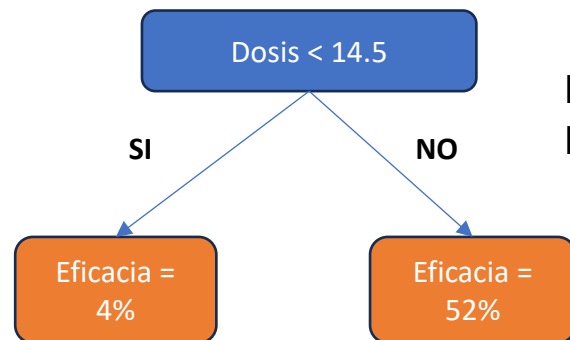 Dosis < 14.5
SI
NO
Eficacia =
4%
Eficacia =
52%